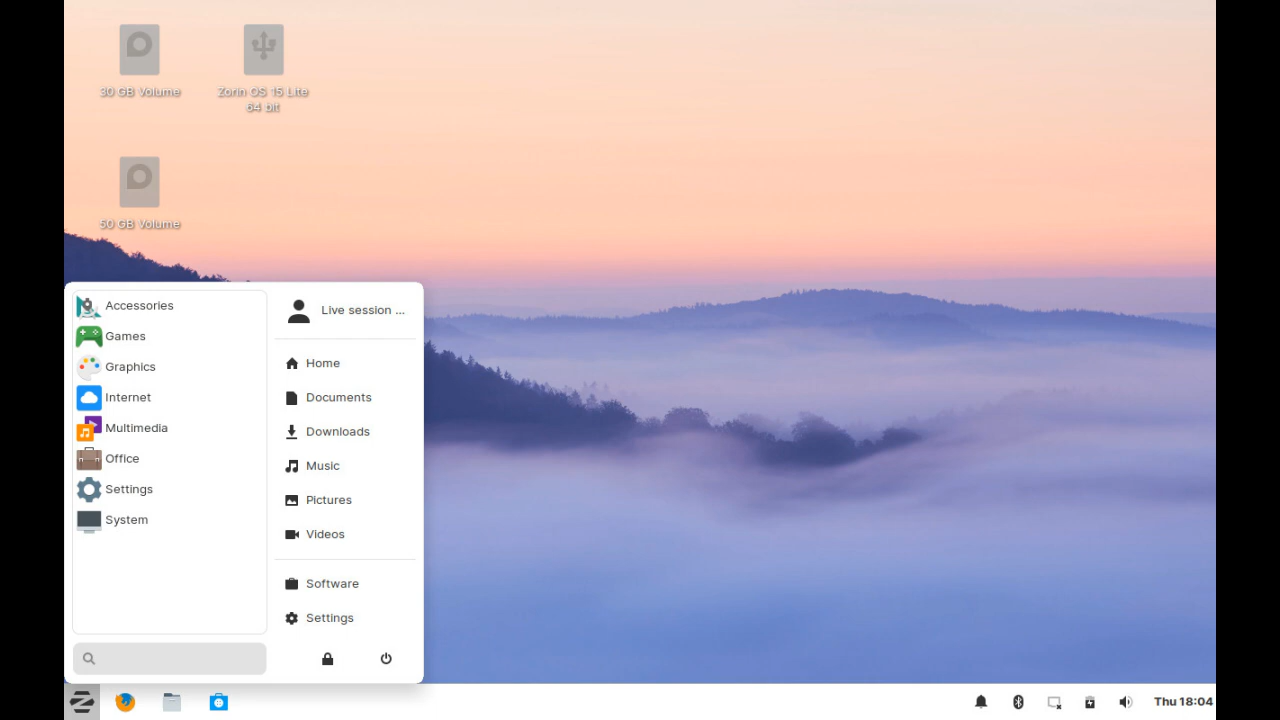 30 GB Volume
Zorin OS 15 Lite
64 bit
50 GB Volume
Accessories
Games
Graphics
Internet
Multimedia
Office
Settings
System
Live session ...
Home
Documents
Downloads
Music
Pictures
Videos
Software
Settings
Thu 18:04